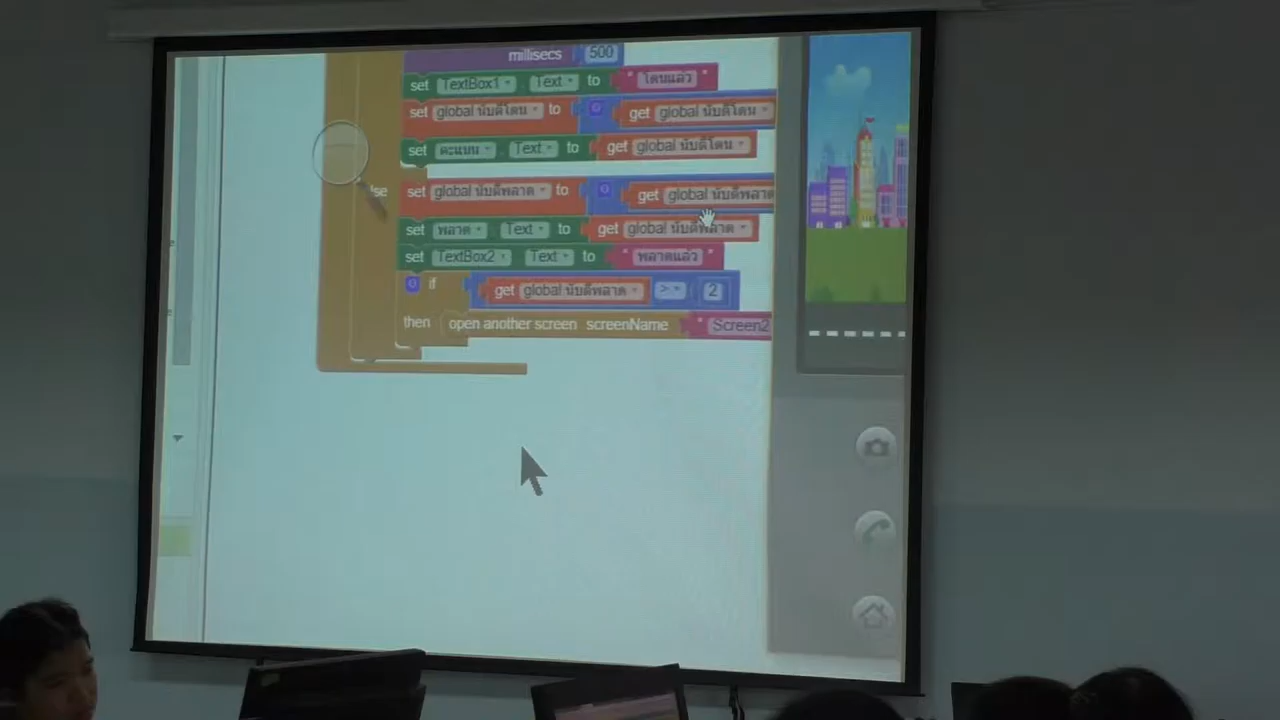 millisecs 500
set TextBox1 . Text to " โดนแล้ว "
set global นับตีโดน to get global นับตีโดน
set คะแนน . Text to get global นับตีโดน
else set global นับตีพลาด to get global นับตีพลาด
set พลาด . Text to get global นับตีพลาด
set TextBox2 . Text to " พลาดแล้ว "
if get global นับตีพลาด > 2
then open another screen screenName " Screen2